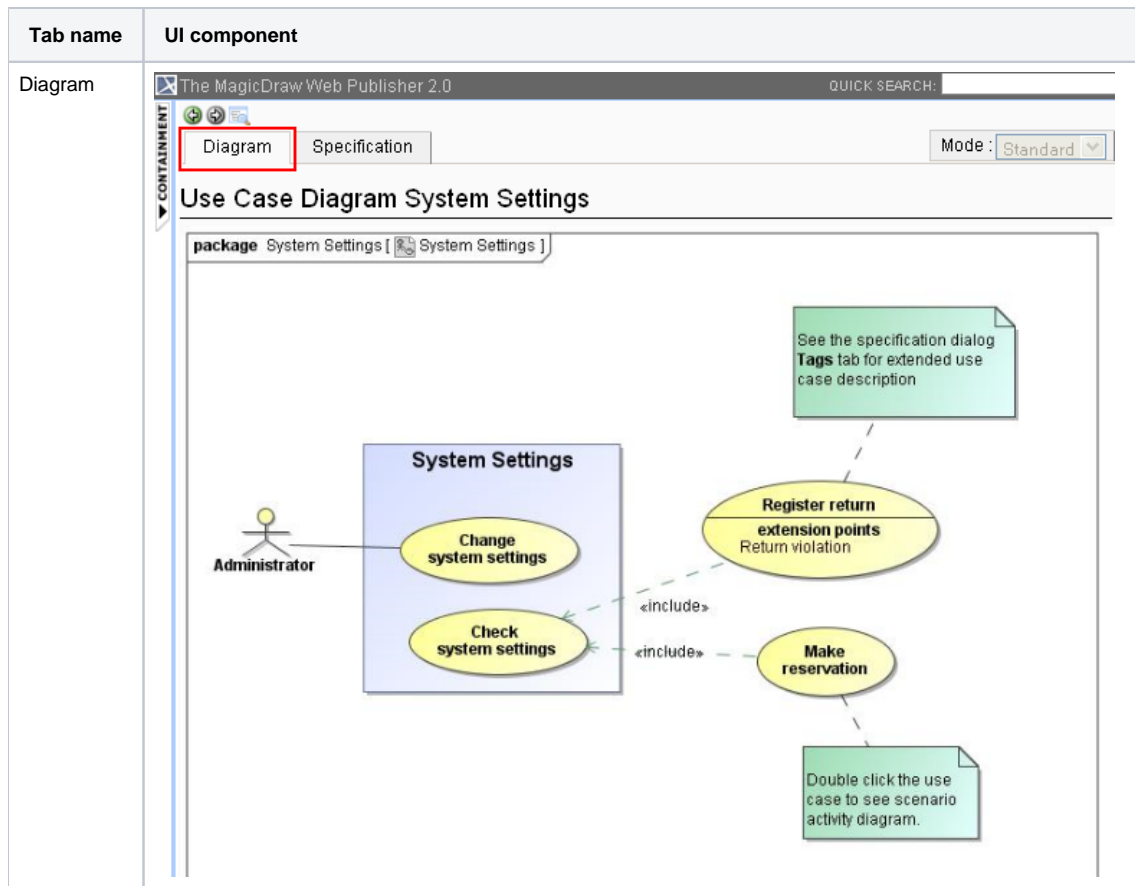 Tab name UI component
Diagram
The MagicDraw Web Publisher 2.0 QUICK SEARCH:
CONTAINMENT
Diagram Specification Mode : Standard
Use Case Diagram System Settings
package System Settings [ System Settings ]
See the specification dialog
Tags tab for extended use
case description
System Settings
Register return
extension points
Return violation
Change
system settings
Administrator
«include»
Check
system settings
«include»
Make
reservation
Double click the use
case to see scenario
activity diagram.